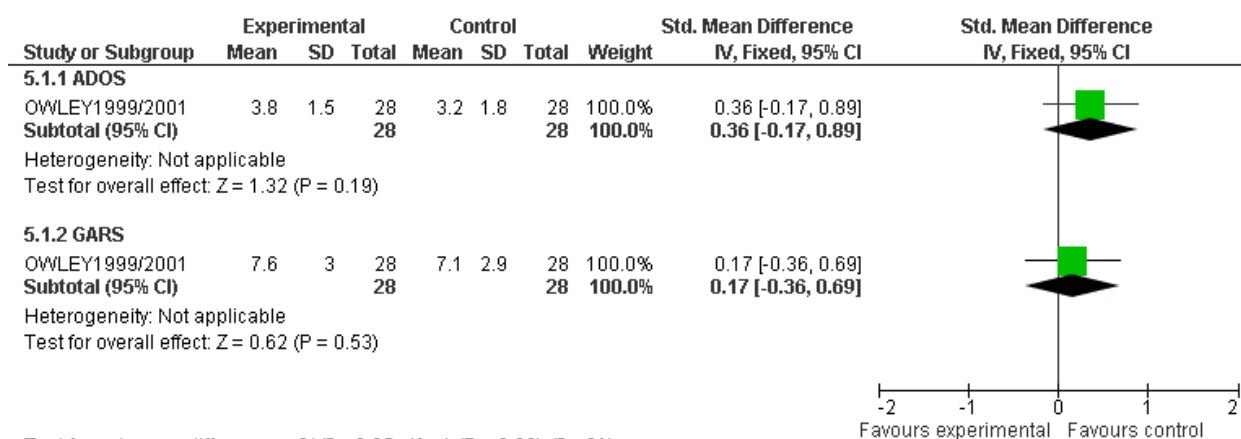 Experimental Control Std. Mean Difference Std. Mean Difference
Study or Subgroup Mean SD Total Mean SD Total Weight IV, Fixed, 95% CI IV, Fixed, 95% CI
5.1.1 ADOS
OWLEY1999/2001 3.8 1.5 28 3.2 1.8 28 100.0% 0.36 [-0.17, 0.89]
Subtotal (95% CI) 28 28 100.0% 0.36 [-0.17, 0.89]
Heterogeneity: Not applicable
Test for overall effect: Z = 1.32 (P = 0.19)
5.1.2 GARS
OWLEY1999/2001 7.6 3 28 7.1 2.9 28 100.0% 0.17 [-0.36, 0.69]
Subtotal (95% CI) 28 28 100.0% 0.17 [-0.36, 0.69]
Heterogeneity: Not applicable
Test for overall effect: Z = 0.62 (P = 0.53)
-2 -1 0 1 2
Favours experimental Favours control